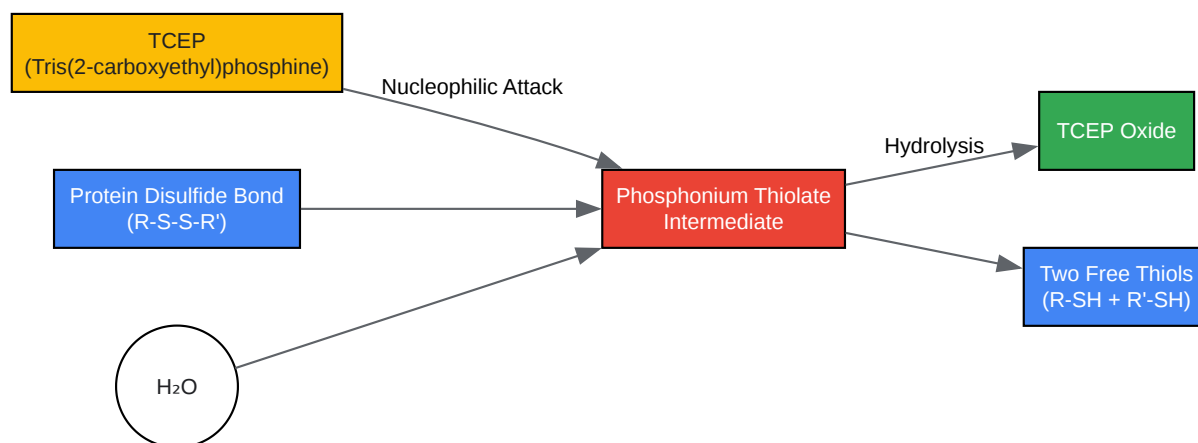 TCEP
(Tris(2-carboxyethyl)phosphine)
Nucleophilic Attack
Protein Disulfide Bond
(R-S-S-R')
H₂O
Phosphonium Thiolate
Intermediate
Hydrolysis
TCEP Oxide
Two Free Thiols
(R-SH + R'-SH)